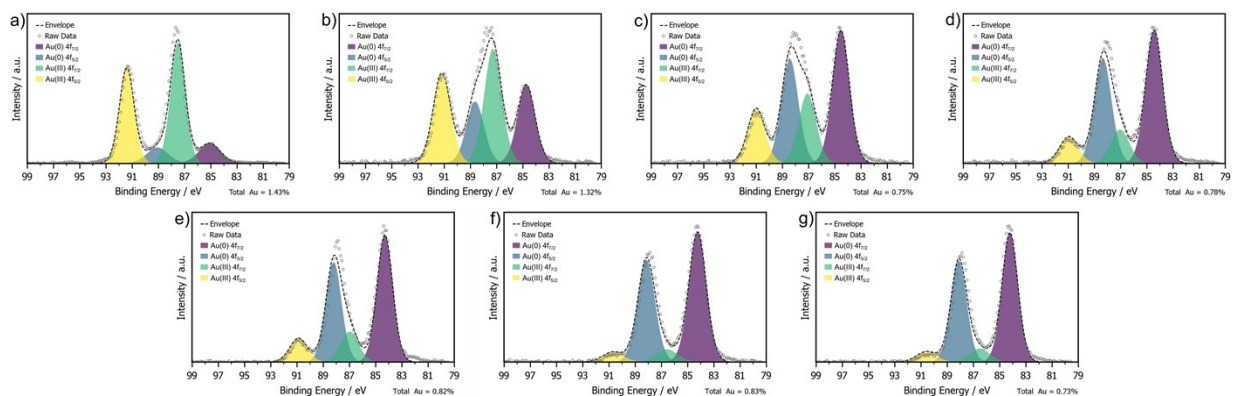 a)
Intensity / a.u.
---Envelope
○ Raw Data
Au(0) 4f7/2
Au(0) 4f5/2
Au(III) 4f7/2
Au(III) 4f5/2
99 97 95 93 91 89 87 85 83 81 79
Binding Energy / eV
Total Au = 1.43%
b)
Intensity / a.u.
---Envelope
○ Raw Data
Au(0) 4f7/2
Au(0) 4f5/2
Au(III) 4f7/2
Au(III) 4f5/2
99 97 95 93 91 89 87 85 83 81 79
Binding Energy / eV
Total Au = 1.32%
c)
Intensity / a.u.
---Envelope
○ Raw Data
Au(0) 4f7/2
Au(0) 4f5/2
Au(III) 4f7/2
Au(III) 4f5/2
99 97 95 93 91 89 87 85 83 81 79
Binding Energy / eV
Total Au = 0.75%
d)
Intensity / a.u.
---Envelope
○ Raw Data
Au(0) 4f7/2
Au(0) 4f5/2
Au(III) 4f7/2
Au(III) 4f5/2
99 97 95 93 91 89 87 85 83 81 79
Binding Energy / eV
Total Au = 0.78%
e)
Intensity / a.u.
---Envelope
○ Raw Data
Au(0) 4f7/2
Au(0) 4f5/2
Au(III) 4f7/2
Au(III) 4f5/2
99 97 95 93 91 89 87 85 83 81 79
Binding Energy / eV
Total Au = 0.82%
f)
Intensity / a.u.
---Envelope
○ Raw Data
Au(0) 4f7/2
Au(0) 4f5/2
Au(III) 4f7/2
Au(III) 4f5/2
99 97 95 93 91 89 87 85 83 81 79
Binding Energy / eV
Total Au = 0.83%
g)
Intensity / a.u.
---Envelope
○ Raw Data
Au(0) 4f7/2
Au(0) 4f5/2
Au(III) 4f7/2
Au(III) 4f5/2
99 97 95 93 91 89 87 85 83 81 79
Binding Energy / eV
Total Au = 0.73%